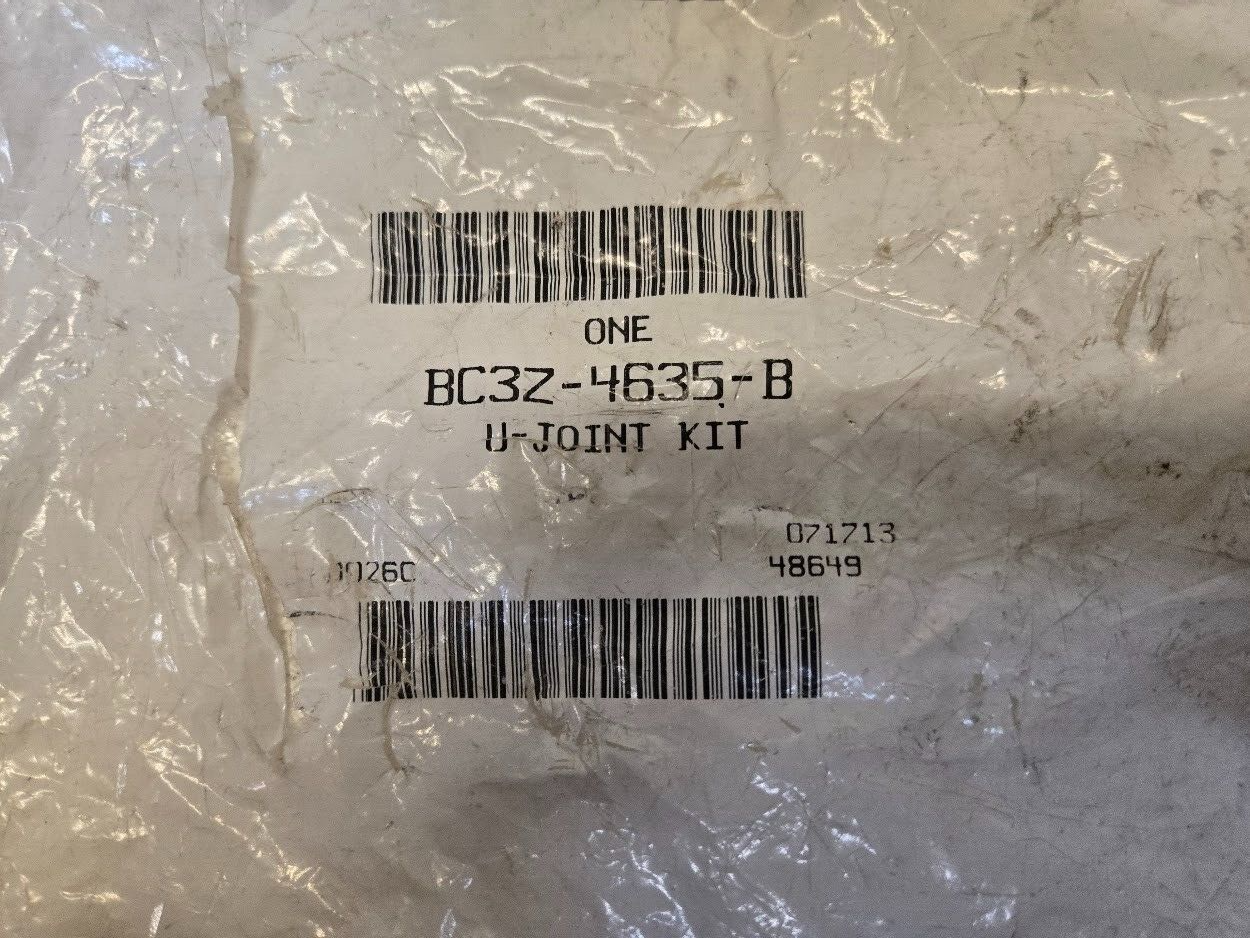 ONE
BC3Z-4635-B
U-JOINT KIT
071713
48649